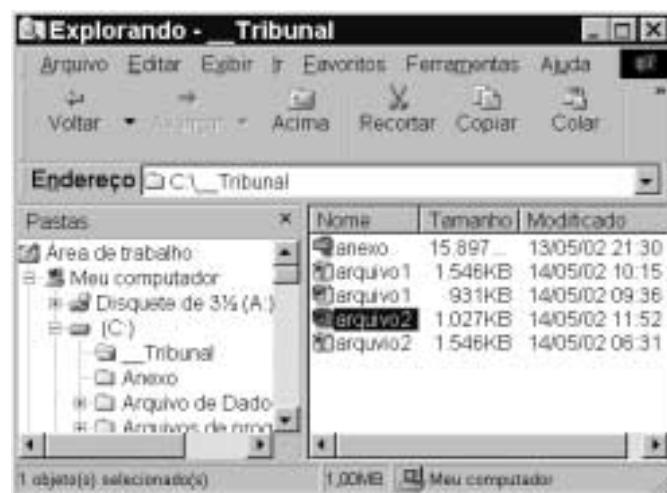 Explorando - __Tribunal
Arquivo Editar Exibir Ir Favoritos Ferramentas Ajuda
Voltar Avançar Acima Recortar Copiar Colar
Endereço C:\__Tribunal
Pastas
Área de trabalho
Meu computador
Disquete de 3½ (A:)
(C:)
__Tribunal
Anexo
Arquivo de Dado
Arquivos de prog
Nome Tamanho Modificado
anexo 15.897... 13/05/02 21:30
arquivo1 1.546KB 14/05/02 10:15
arquivo1 931KB 14/05/02 09:36
arquivo2 1.027KB 14/05/02 11:52
arquvio2 1.546KB 14/05/02 06:31
1 objeto(s) selecionado(s) 1,00MB Meu computador